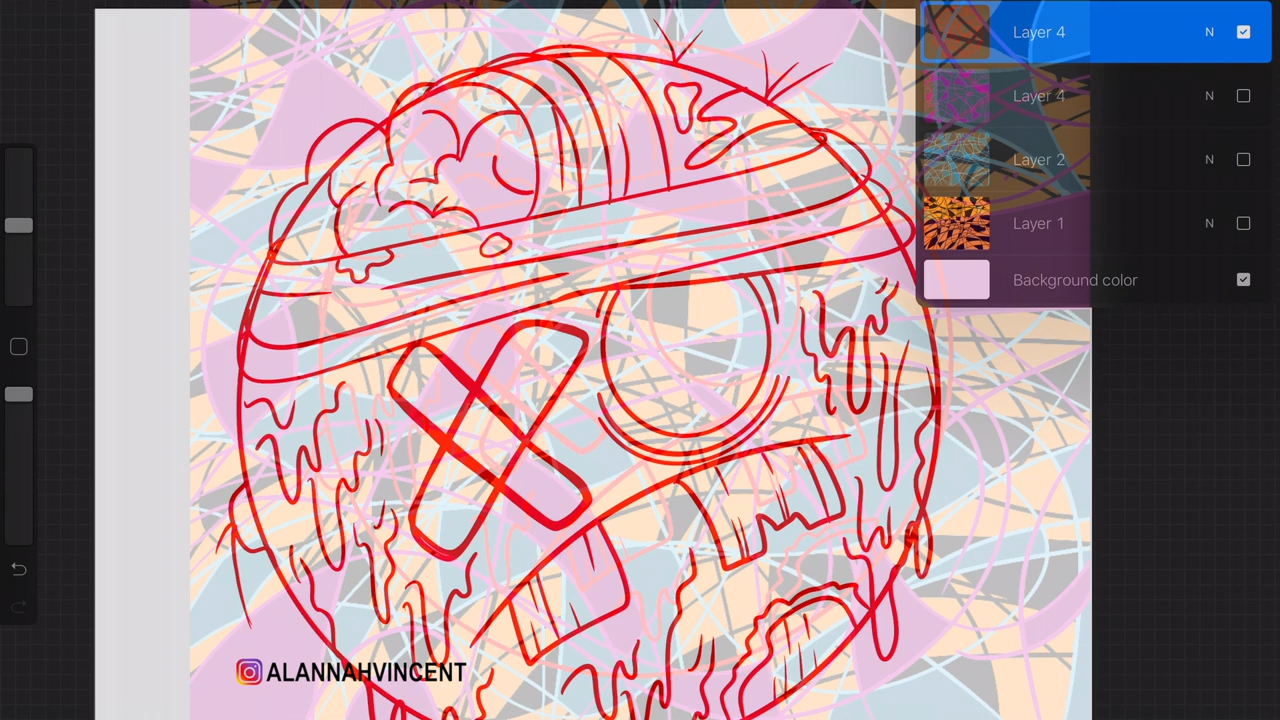 Layer 4 N
Layer 4 N
Layer 2 N
Layer 1 N
Background color
ALANNAHVINCENT